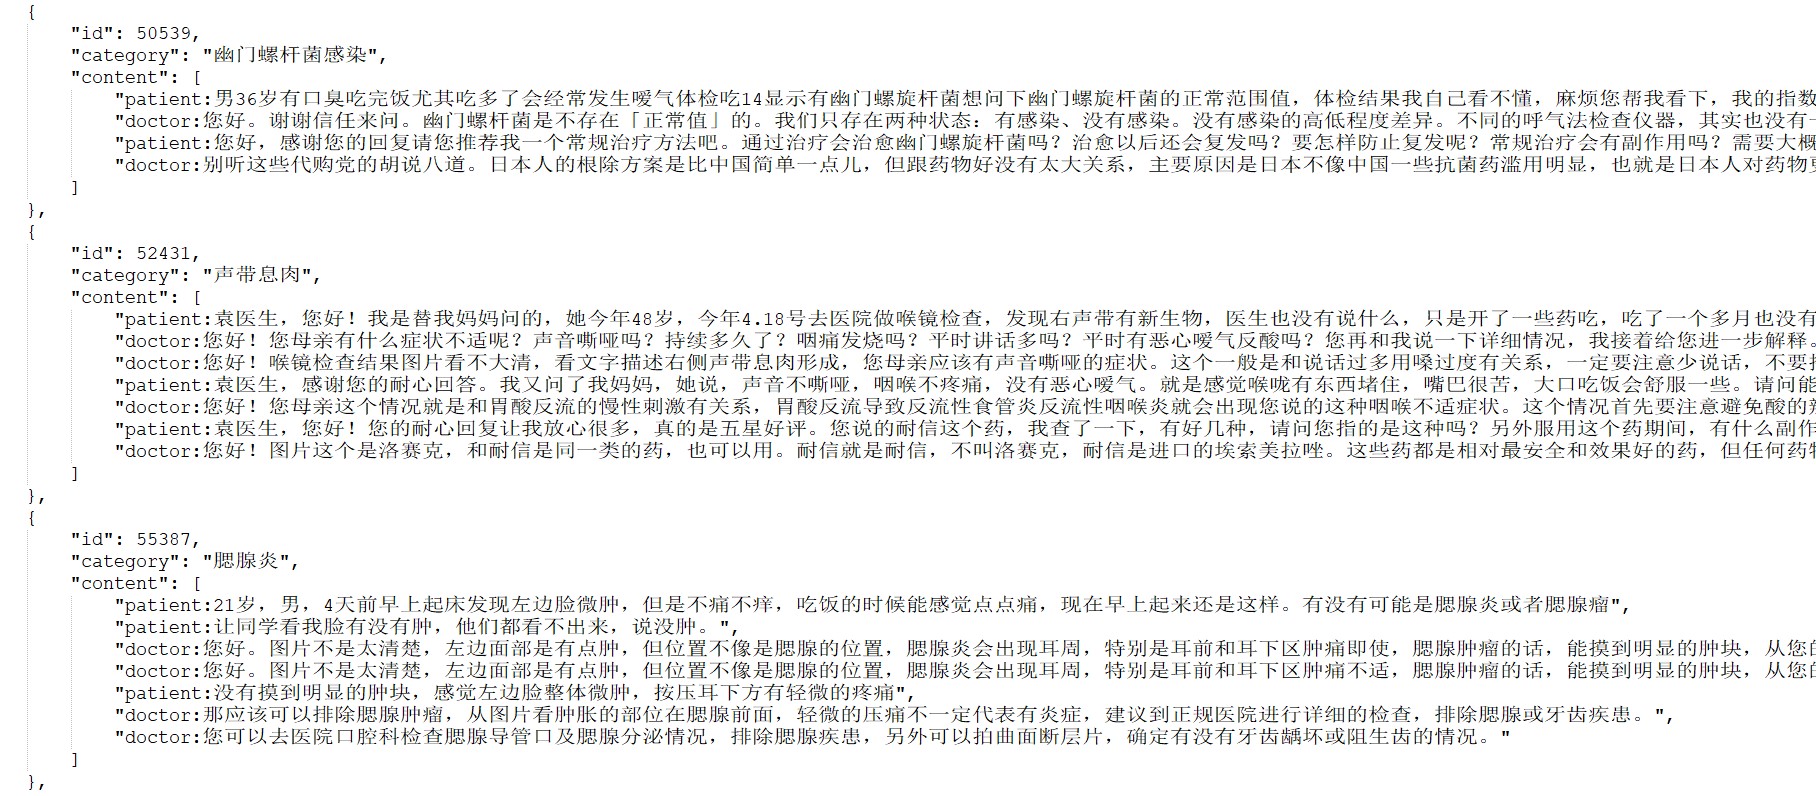 {
"id": 50539,
"category": "幽门螺杆菌感染",
"content": [
"patient:男36岁有口臭吃完饭尤其吃多了会经常发生嗳气体检吃14显示有幽门螺旋杆菌想问下幽门螺旋杆菌的正常范围值，体检结果我自己看不懂，麻烦您帮我看下，我的指数
"doctor:您好。谢谢信任来问。幽门螺杆菌是不存在「正常值」的。我们只存在两种状态：有感染、没有感染。没有感染的高低程度差异。不同的呼气法检查仪器，其实也没有一
"patient:您好，感谢您的回复请您推荐我一个常规治疗方法吧。通过治疗会治愈幽门螺旋杆菌吗？治愈以后还会复发吗？要怎样防止复发呢？常规治疗会有副作用吗？需要大概
"doctor:别听这些代购党的胡说八道。日本人的根除方案是比中国简单一点儿，但跟药物好没有太大关系，主要原因是日本不像中国一些抗菌药滥用明显，也就是日本人对药物更
]
},
{
"id": 52431,
"category": "声带息肉",
"content": [
"patient:袁医生，您好！我是替我妈妈问的，她今年48岁，今年4.18号去医院做喉镜检查，发现右声带有新生物，医生也没有说什么，只是开了一些药吃，吃了一个多月也没有
"doctor:您好！您母亲有什么症状不适呢？声音嘶哑吗？持续多久了？咽痛发烧吗？平时讲话多吗？平时有恶心嗳气反酸吗？您再和我说一下详细情况，我接着给您进一步解释。
"doctor:您好！喉镜检查结果图片看不大清，看文字描述右侧声带息肉形成，您母亲应该有声音嘶哑的症状。这个一般是和说话过多用嗓过度有关系，一定要注意少说话，不要
"patient:袁医生，感谢您的耐心回答。我又问了我妈妈，她说，声音不嘶哑，咽喉不疼痛，没有恶心嗳气。就是感觉喉咙有东西堵住，嘴巴很苦，大口吃饭会舒服一些。请问能
"doctor:您好！您母亲这个情况就是和胃酸反流的慢性刺激有关系，胃酸反流导致反流性食管炎反流性咽喉炎就会出现您说的这种咽喉不适症状。这个情况首先要注意避免酸的
"patient:袁医生，您好！您的耐心回复让我放心很多，真的是五星好评。您说的耐信这个药，我查了一下，有好几种，请问您指的是这种吗？另外服用这个药期间，有什么副作
"doctor:您好！图片这个是洛赛克，和耐信是同一类的药，也可以用。耐信就是耐信，不叫洛赛克，耐信是进口的埃索美拉唑。这些药都是相对最安全和效果好的药，但任何药物
]
},
{
"id": 55387,
"category": "腮腺炎",
"content": [
"patient:21岁，男，4天前早上起床发现左边脸微肿，但是不痛不痒，吃饭的时候能感觉点点痛，现在早上起来还是这样。有没有可能是腮腺炎或者腮腺瘤",
"patient:让同学看我脸有没有肿，他们都看不出来，说没肿。",
"doctor:您好。图片不是太清楚，左边面部是有点肿，但位置不像是腮腺的位置，腮腺炎会出现耳周，特别是耳前和耳下区肿痛即使，腮腺肿瘤的话，能摸到明显的肿块，从您的
"doctor:您好。图片不是太清楚，左边面部是有点肿，但位置不像是腮腺的位置，腮腺炎会出现耳周，特别是耳前和耳下区肿痛不适，腮腺肿瘤的话，能摸到明显的肿块，从您的
"patient:没有摸到明显的肿块，感觉左边脸整体微肿，按压耳下方有轻微的疼痛",
"doctor:那应该可以排除腮腺肿瘤，从图片看肿胀的部位在腮腺前面，轻微的压痛不一定代表有炎症，建议到正规医院进行详细的检查，排除腮腺或牙齿疾患。",
"doctor:您可以去医院口腔科检查腮腺导管口及腮腺分泌情况，排除腮腺疾患，另外可以拍曲面断层片，确定有没有牙齿龋坏或阻生齿的情况。"
]
},